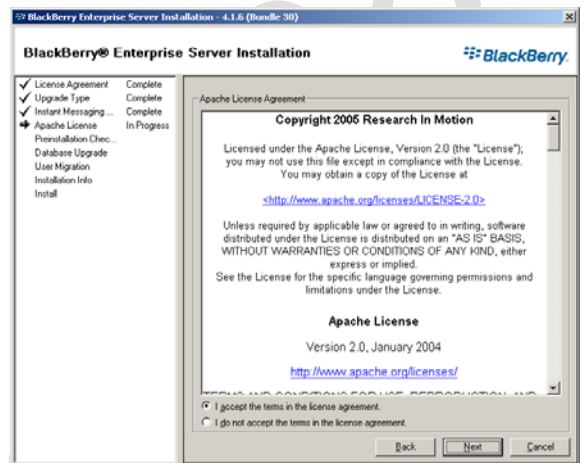 BlackBerry Enterprise Server Installation - 4.1.6 (Bundle 30)
BlackBerry® Enterprise Server Installation
BlackBerry.
License Agreement Complete
Upgrade Type Complete
Instant Messaging ... Complete
Apache License In Progress
Preinstallation Chec...
Database Upgrade
User Migration
Installation Info
Install
Apache License Agreement
Copyright 2005 Research In Motion
Licensed under the Apache License, Version 2.0 (the "License");
you may not use this file except in compliance with the License.
You may obtain a copy of the License at
<http://www.apache.org/licenses/LICENSE-2.0>
Unless required by applicable law or agreed to in writing, software
distributed under the License is distributed on an "AS IS" BASIS,
WITHOUT WARRANTIES OR CONDITIONS OF ANY KIND, either
express or implied.
See the License for the specific language governing permissions and
limitations under the License.
Apache License
Version 2.0, January 2004
http://www.apache.org/licenses/
TERMS AND CONDITIONS FOR USE, REPRODUCTION, AND
I accept the terms in the license agreement.
I do not accept the terms in the license agreement.
Back Next Cancel